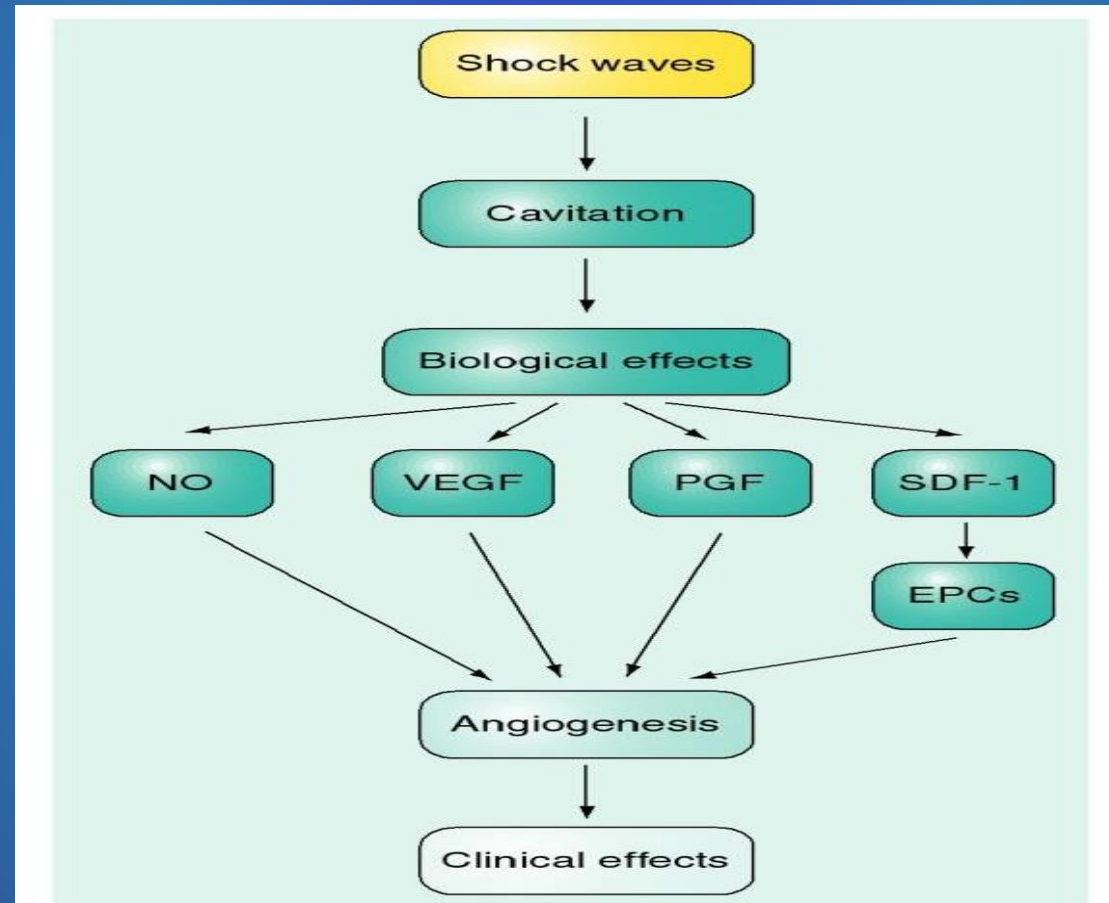 Shock waves
Cavitation
Biological effects
NO
VEGF
PGF
SDF-1
EPCs
Angiogenesis
Clinical effects